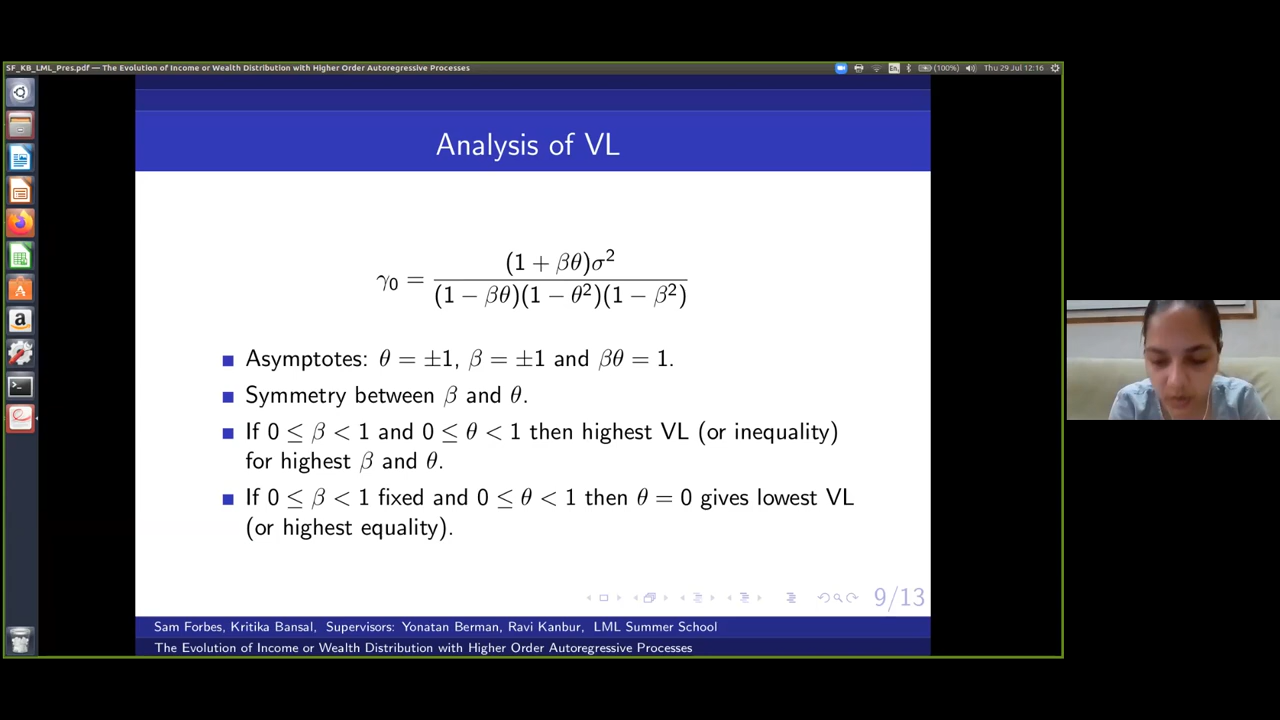 SF_KB_LML_Pres.pdf — The Evolution of Income or Wealth Distribution with Higher Order Autoregressive Processes
En
(100%)
Thu 29 Jul 12:16
Analysis of VL
γ₀ = (1 + βθ)σ² / (1 − βθ)(1 − θ²)(1 − β²)
Asymptotes: θ = ±1, β = ±1 and βθ = 1.
Symmetry between β and θ.
If 0 ≤ β < 1 and 0 ≤ θ < 1 then highest VL (or inequality)
for highest β and θ.
If 0 ≤ β < 1 fixed and 0 ≤ θ < 1 then θ = 0 gives lowest VL
(or highest equality).
9/13
Sam Forbes, Kritika Bansal, Supervisors: Yonatan Berman, Ravi Kanbur, LML Summer School
The Evolution of Income or Wealth Distribution with Higher Order Autoregressive Processes